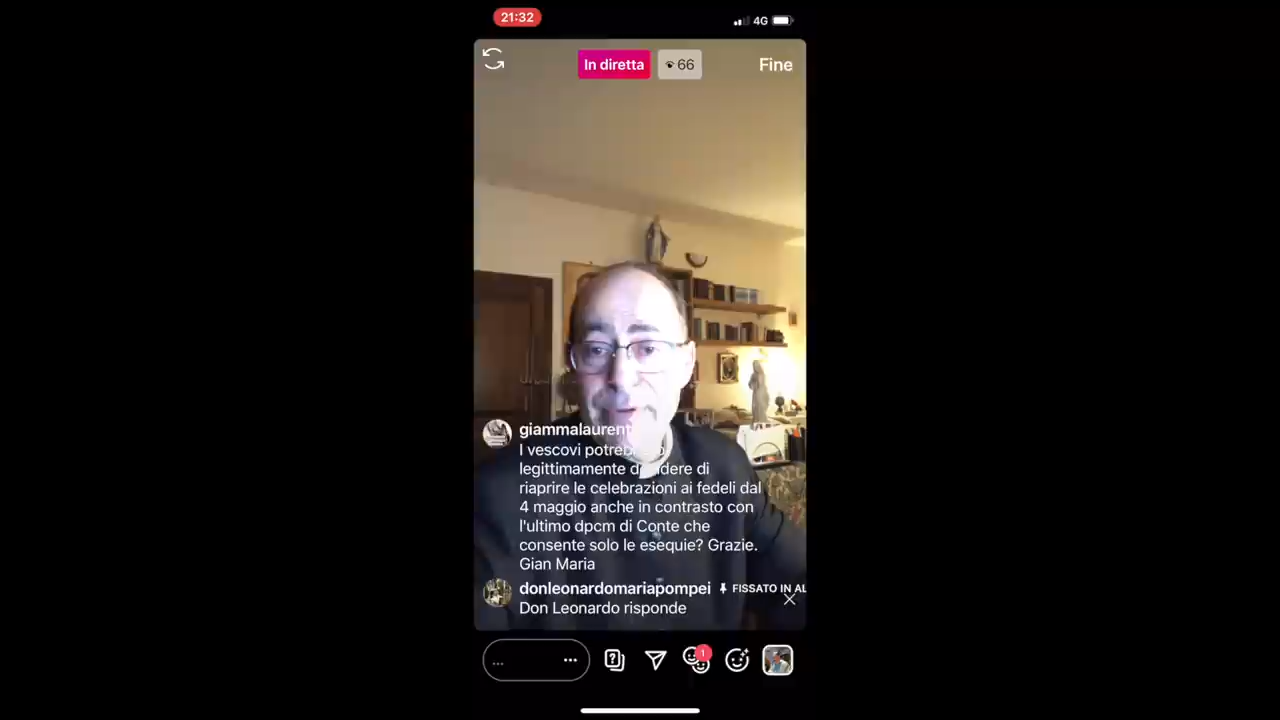 21:32
4G
In diretta
66
Fine
giammalaurent
I vescovi
legittimamente
riaprire le celebrazioni ai fedeli dal
4 maggio anche in contrasto con
l'ultimo dpcm di Conte che
consente solo le esequie? Grazie.
Gian Maria
donleonardomariapompei FISSATO IN AL
Don Leonardo risponde
...
1